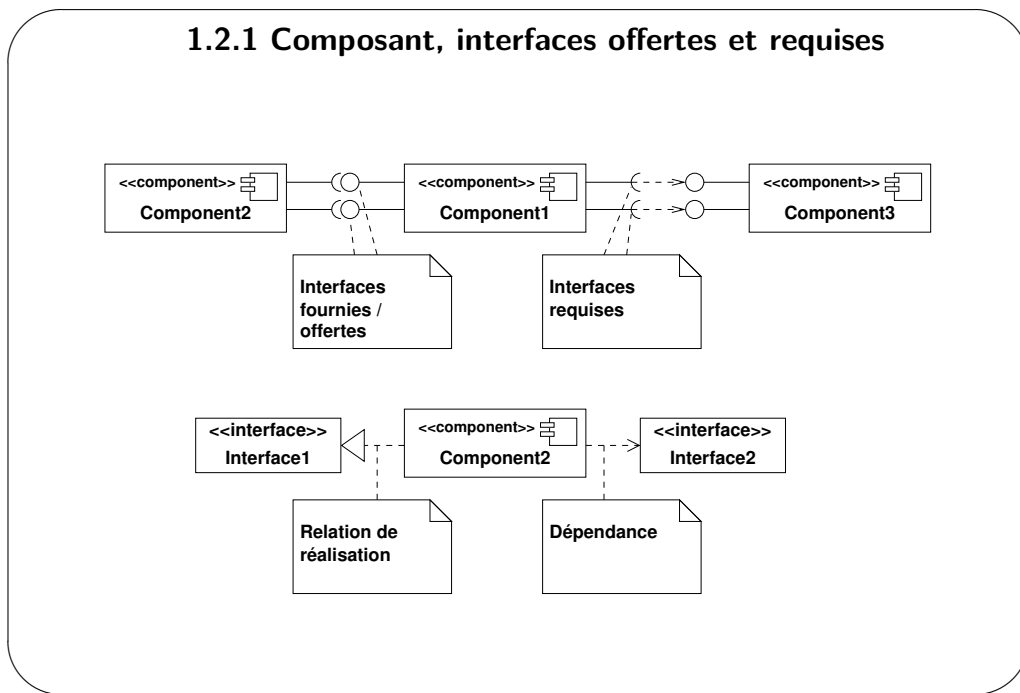 1.2.1 Composant, interfaces offertes et requises
<<component>>
Component2
<<component>>
Component1
<<component>>
Component3
Interfaces
fournies /
offertes
Interfaces
requises
<<interface>>
Interface1
<<component>>
Component2
<<interface>>
Interface2
Relation de
réalisation
Dépendance